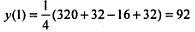 y(1) = 1/4 (320 + 32 − 16 + 32) = 92